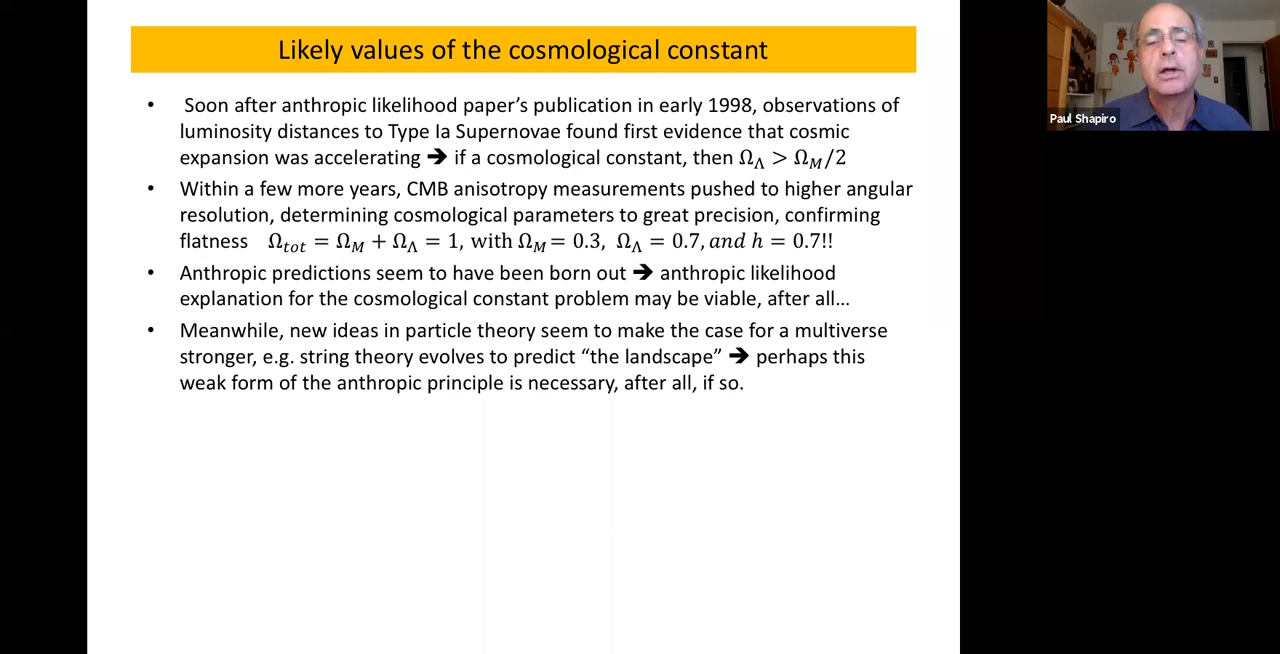 Likely values of the cosmological constant
• Soon after anthropic likelihood paper's publication in early 1998, observations of
luminosity distances to Type Ia Supernovae found first evidence that cosmic
expansion was accelerating ➔ if a cosmological constant, then Ω_Λ > Ω_M/2
• Within a few more years, CMB anisotropy measurements pushed to higher angular
resolution, determining cosmological parameters to great precision, confirming
flatness Ω_tot = Ω_M + Ω_Λ = 1, with Ω_M = 0.3, Ω_Λ = 0.7, and h = 0.7!!
• Anthropic predictions seem to have been born out ➔ anthropic likelihood
explanation for the cosmological constant problem may be viable, after all...
• Meanwhile, new ideas in particle theory seem to make the case for a multiverse
stronger, e.g. string theory evolves to predict “the landscape” ➔ perhaps this
weak form of the anthropic principle is necessary, after all, if so.
Paul Shapiro